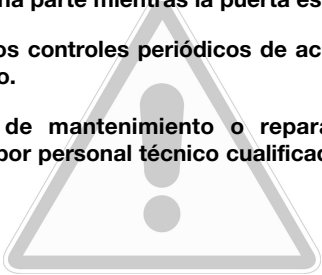 na parte mientras la puerta es
os controles periódicos de ac
o.
de mantenimiento o repara
por personal técnico cualificad